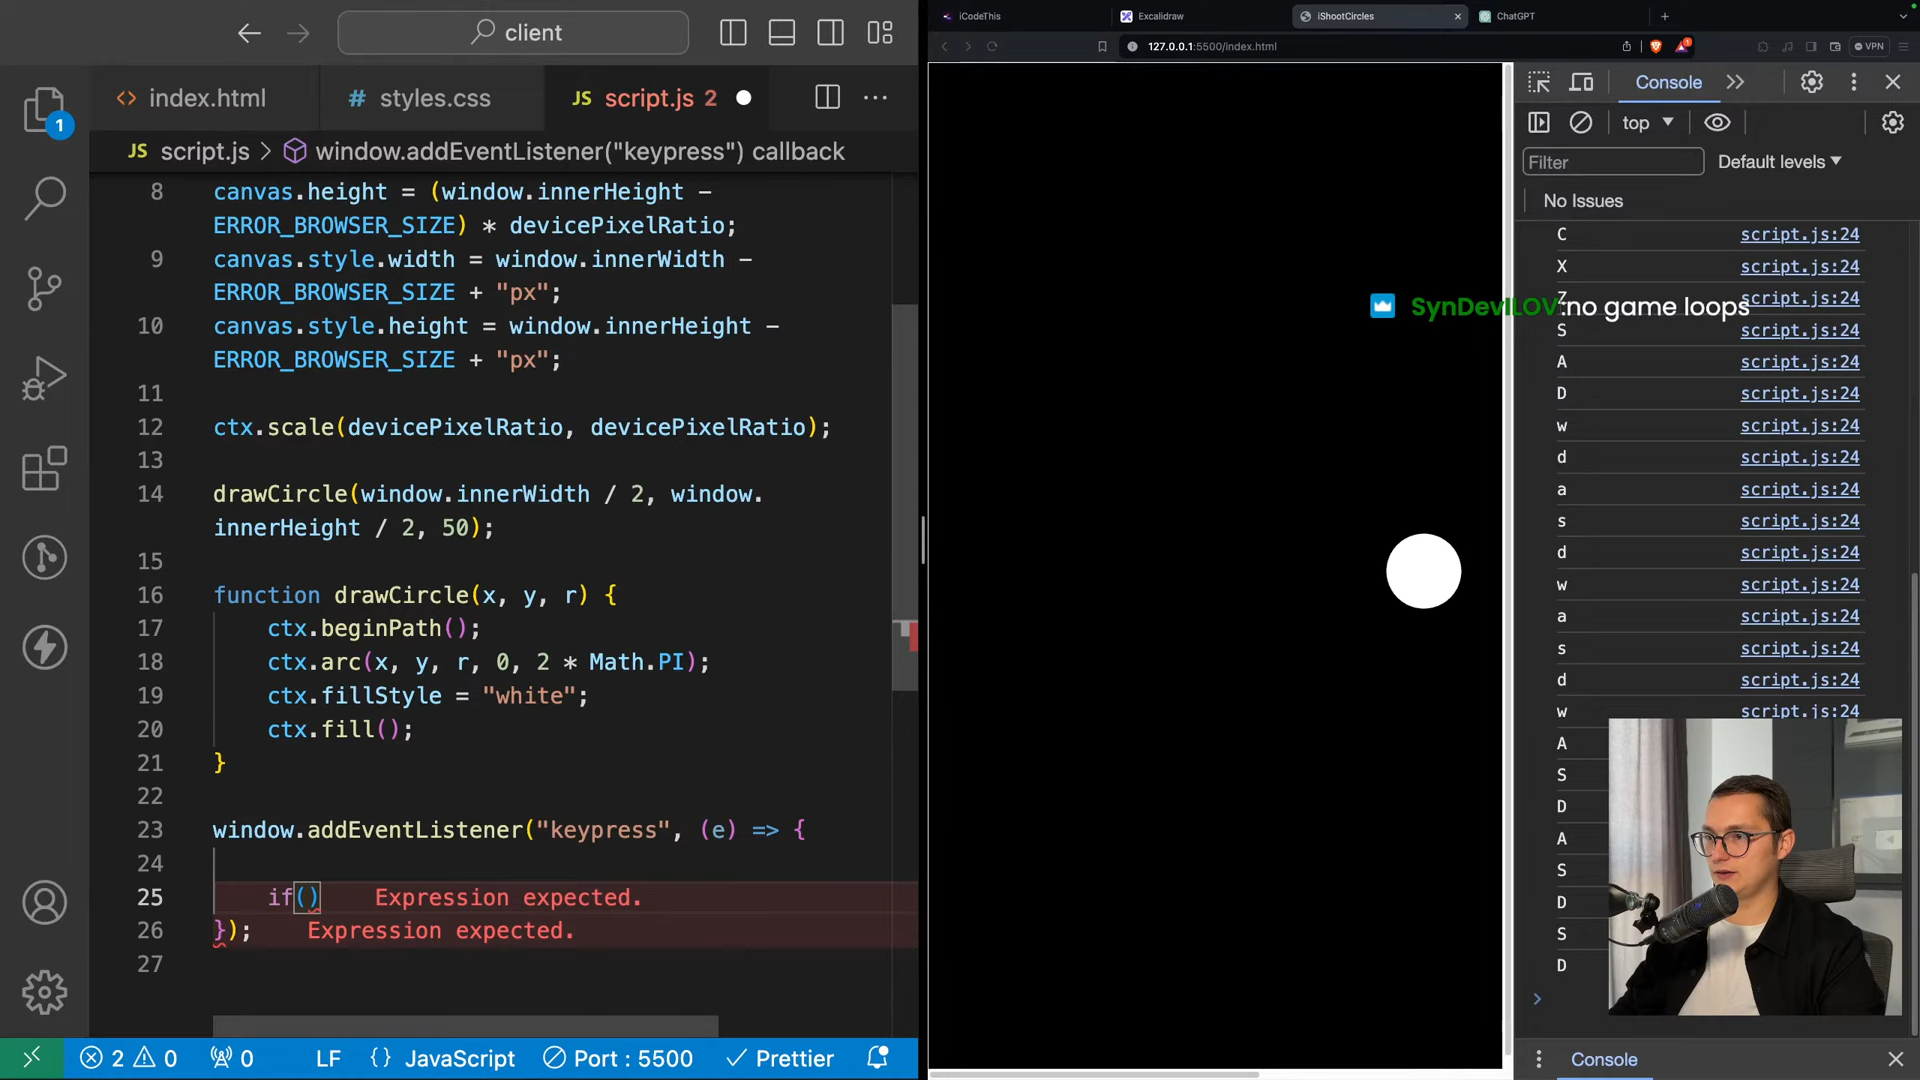 client
iCodeThis
Excalidraw
iShootCircles
ChatGPT
127.0.0.1:5500/index.html
VPN
1
index.html
# styles.css
JS script.js 2
JS script.js > window.addEventListener("keypress") callback
8 canvas.height = (window.innerHeight -
ERROR_BROWSER_SIZE) * devicePixelRatio;
9 canvas.style.width = window.innerWidth -
ERROR_BROWSER_SIZE + "px";
10 canvas.style.height = window.innerHeight -
ERROR_BROWSER_SIZE + "px";
11
12 ctx.scale(devicePixelRatio, devicePixelRatio);
13
14 drawCircle(window.innerWidth / 2, window.
innerHeight / 2, 50);
15
16 function drawCircle(x, y, r) {
17 ctx.beginPath();
18 ctx.arc(x, y, r, 0, 2 * Math.PI);
19 ctx.fillStyle = "white";
20 ctx.fill();
21 }
22
23 window.addEventListener("keypress", (e) => {
24
25 if() Expression expected.
26 }); Expression expected.
27
2 0 0 LF {} JavaScript Port : 5500 Prettier
SynDevilLOV:no game loops
Console
top
Filter
Default levels
No Issues
C script.js:24
X script.js:24
Z script.js:24
S script.js:24
A script.js:24
D script.js:24
w script.js:24
d script.js:24
a script.js:24
s script.js:24
d script.js:24
w script.js:24
a script.js:24
s script.js:24
d script.js:24
w script.js:24
A
S
D
A
S
D
S
D
Console